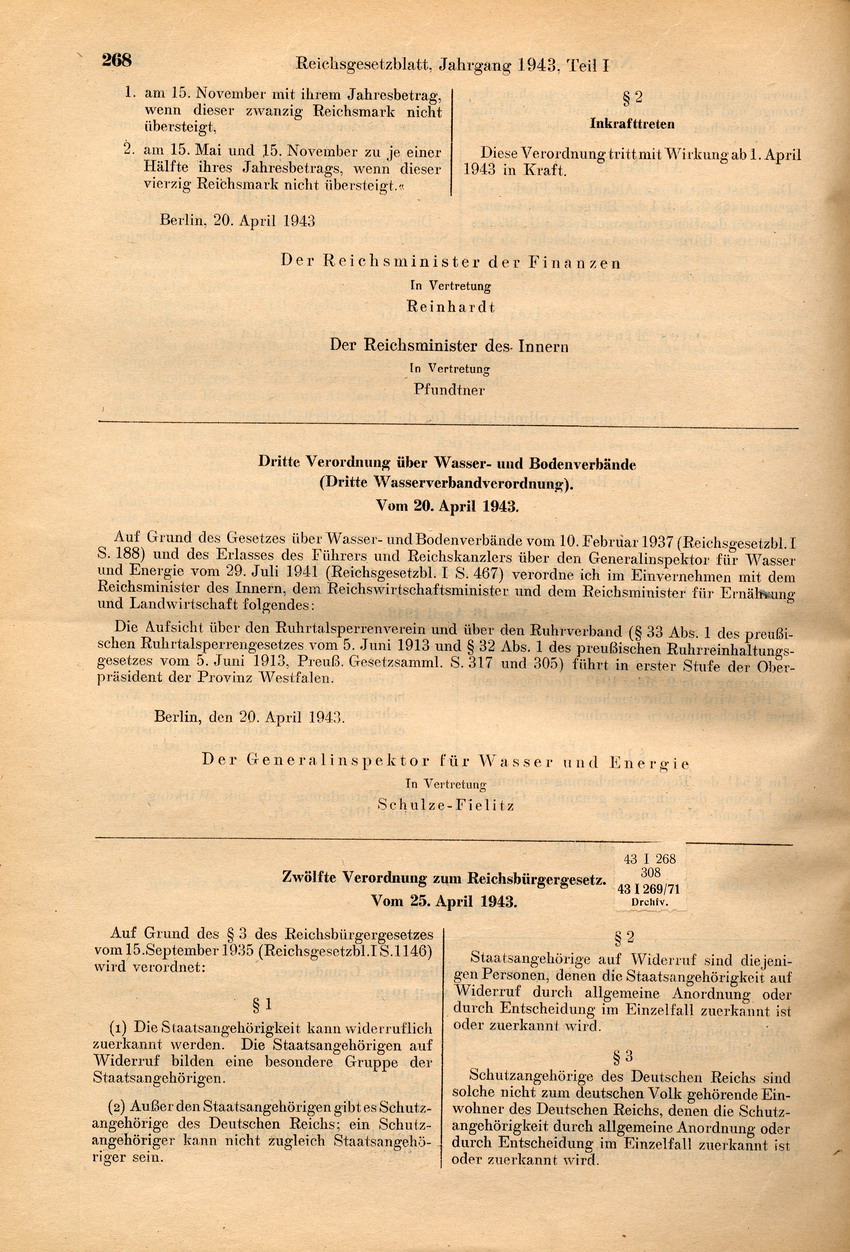 268
Reichsgesetzblatt, Jahrgang 1943, Teil I
1. am 15. November mit ihrem Jahresbetrag,
wenn dieser zwanzig Reichsmark nicht
übersteigt,
2. am 15. Mai und 15. November zu je einer
Hälfte ihres Jahresbetrags, wenn dieser
vierzig Reichsmark nicht übersteigt.«
§ 2
Inkrafttreten
Diese Verordnung tritt mit Wirkung ab 1. April
1943 in Kraft.
Berlin, 20. April 1943
Der Reichsminister der Finanzen
In Vertretung
Reinhardt
Der Reichsminister des Innern
In Vertretung
Pfundtner
Dritte Verordnung über Wasser- und Bodenverbände
(Dritte Wasserverbandverordnung).
Vom 20. April 1943.
Auf Grund des Gesetzes über Wasser- und Bodenverbände vom 10. Februar 1937 (Reichsgesetzbl. I
S. 188) und des Erlasses des Führers und Reichskanzlers über den Generalinspektor für Wasser
und Energie vom 29. Juli 1941 (Reichsgesetzbl. I S. 467) verordne ich im Einvernehmen mit dem
Reichsminister des Innern, dem Reichswirtschaftsminister und dem Reichsminister für Ernährung
und Landwirtschaft folgendes:
Die Aufsicht über den Ruhrtalsperrenverein und über den Ruhrverband (§ 33 Abs. 1 des preußi-
schen Ruhrtalsperrengesetzes vom 5. Juni 1913 und § 32 Abs. 1 des preußischen Ruhrreinhaltungs-
gesetzes vom 5. Juni 1913, Preuß. Gesetzsamml. S. 317 und 305) führt in erster Stufe der Ober-
präsident der Provinz Westfalen.
Berlin, den 20. April 1943.
Der Generalinspektor für Wasser und Energie
In Vertretung
Schulze-Fielitz
Zwölfte Verordnung zum Reichsbürgergesetz.
Vom 25. April 1943.
43 I 268
308
43 I 269/71
Archiv.
Auf Grund des § 3 des Reichsbürgergesetzes
vom 15. September 1935 (Reichsgesetzbl. I S. 1146)
wird verordnet:
§ 1
(1) Die Staatsangehörigkeit kann widerruflich
zuerkannt werden. Die Staatsangehörigen auf
Widerruf bilden eine besondere Gruppe der
Staatsangehörigen.
(2) Außer den Staatsangehörigen gibt es Schutz-
angehörige des Deutschen Reichs; ein Schutz-
angehöriger kann nicht zugleich Staatsangehö-
riger sein.
§ 2
Staatsangehörige auf Widerruf sind diejeni-
gen Personen, denen die Staatsangehörigkeit auf
Widerruf durch allgemeine Anordnung oder
durch Entscheidung im Einzelfall zuerkannt ist
oder zuerkannt wird.
§ 3
Schutzangehörige des Deutschen Reichs sind
solche nicht zum deutschen Volk gehörende Ein-
wohner des Deutschen Reichs, denen die Schutz-
angehörigkeit durch allgemeine Anordnung oder
durch Entscheidung im Einzelfall zuerkannt ist
oder zuerkannt wird.